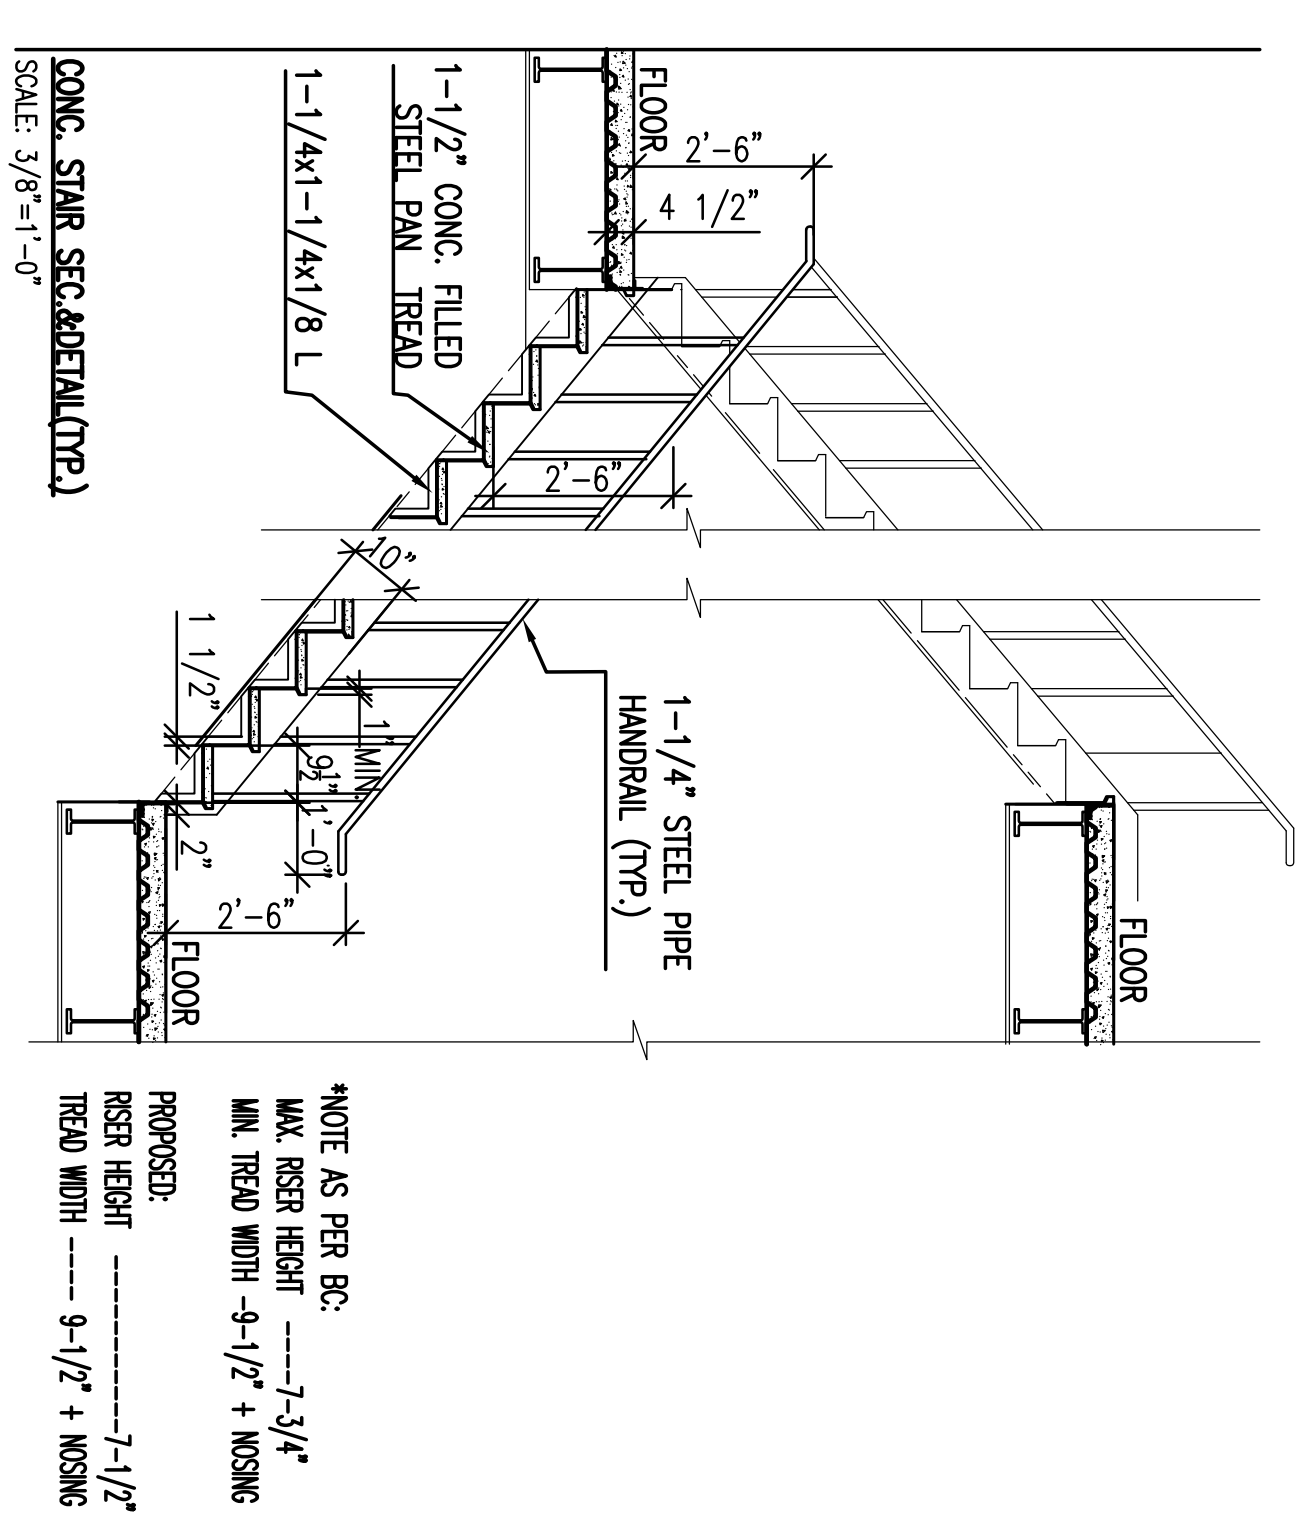 FLOOR
2'-6"
4 1/2"
1-1/2" CONC. FILLED
STEEL PAN TREAD
1-1/4x1-1/4x1/8 L
2'-6"
10"
1 1/2"
1" MIN.
9 1/2"
1'-0"
2"
2'-6"
FLOOR
1-1/4" STEEL PIPE
HANDRAIL (TYP.)
FLOOR
CONC. STAIR SEC.&DETAIL(TYP.)
SCALE: 3/8"=1'-0"
*NOTE AS PER BC:
MAX. RISER HEIGHT -----7-3/4"
MIN. TREAD WIDTH -9-1/2" + NOSING
PROPOSED:
RISER HEIGHT -------------7-1/2"
TREAD WIDTH ---- 9-1/2" + NOSING